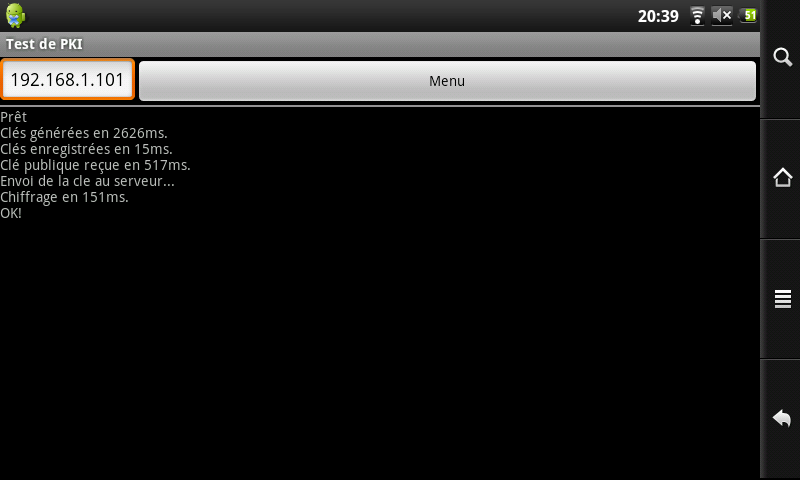 20:39
51
Test de PKI
192.168.1.101
Menu
Prêt
Clés générées en 2626ms.
Clés enregistrées en 15ms.
Clé publique reçue en 517ms.
Envoi de la cle au serveur...
Chiffrage en 151ms.
OK!